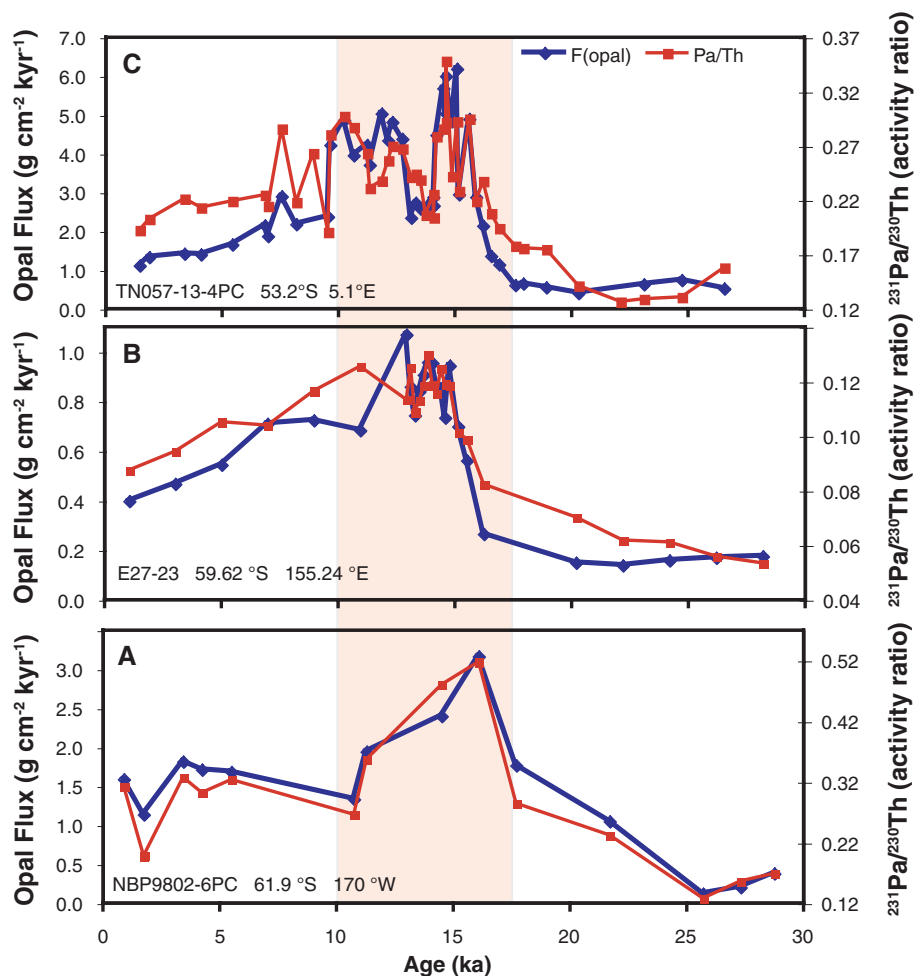 C
F(opal) Pa/Th
7.0
6.0
5.0
4.0
3.0
2.0
1.0
0.0
Opal Flux (g cm⁻² kyr⁻¹)
0.37
0.32
0.27
0.22
0.17
0.12
²³¹Pa/²³⁰Th (activity ratio)
TN057-13-4PC 53.2°S 5.1°E
B
1.0
0.8
0.6
0.4
0.2
0.0
Opal Flux (g cm⁻² kyr⁻¹)
0.12
0.10
0.08
0.06
0.04
²³¹Pa/²³⁰Th (activity ratio)
E27-23 59.62 °S 155.24 °E
A
3.0
2.5
2.0
1.5
1.0
0.5
0.0
Opal Flux (g cm⁻² kyr⁻¹)
0.52
0.42
0.32
0.22
0.12
²³¹Pa/²³⁰Th (activity ratio)
NBP9802-6PC 61.9 °S 170 °W
0 5 10 15 20 25 30
Age (ka)